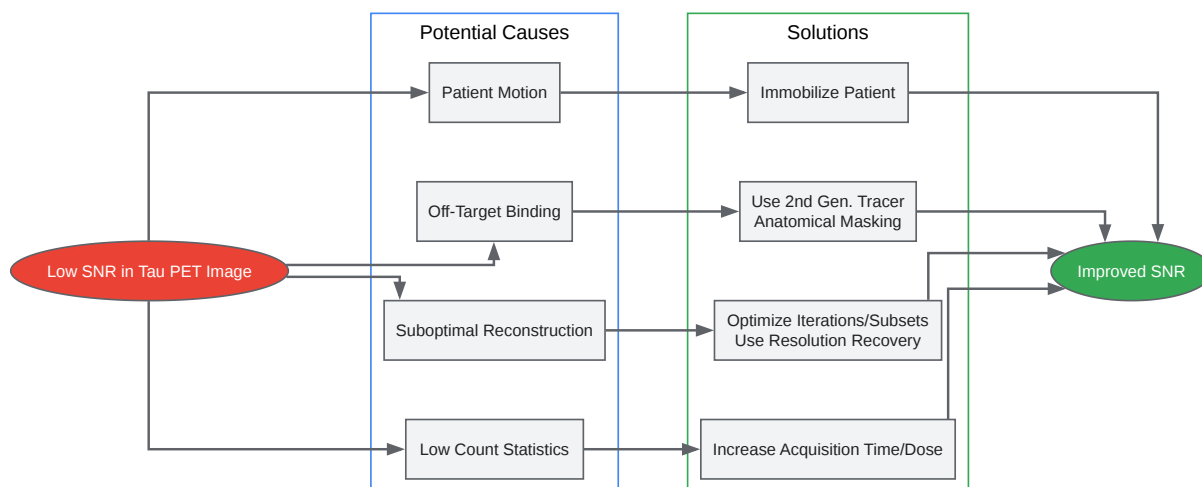 Potential Causes
Solutions
Patient Motion
Immobilize Patient
Off-Target Binding
Use 2nd Gen. Tracer
Anatomical Masking
Low SNR in Tau PET Image
Improved SNR
Suboptimal Reconstruction
Optimize Iterations/Subsets
Use Resolution Recovery
Low Count Statistics
Increase Acquisition Time/Dose